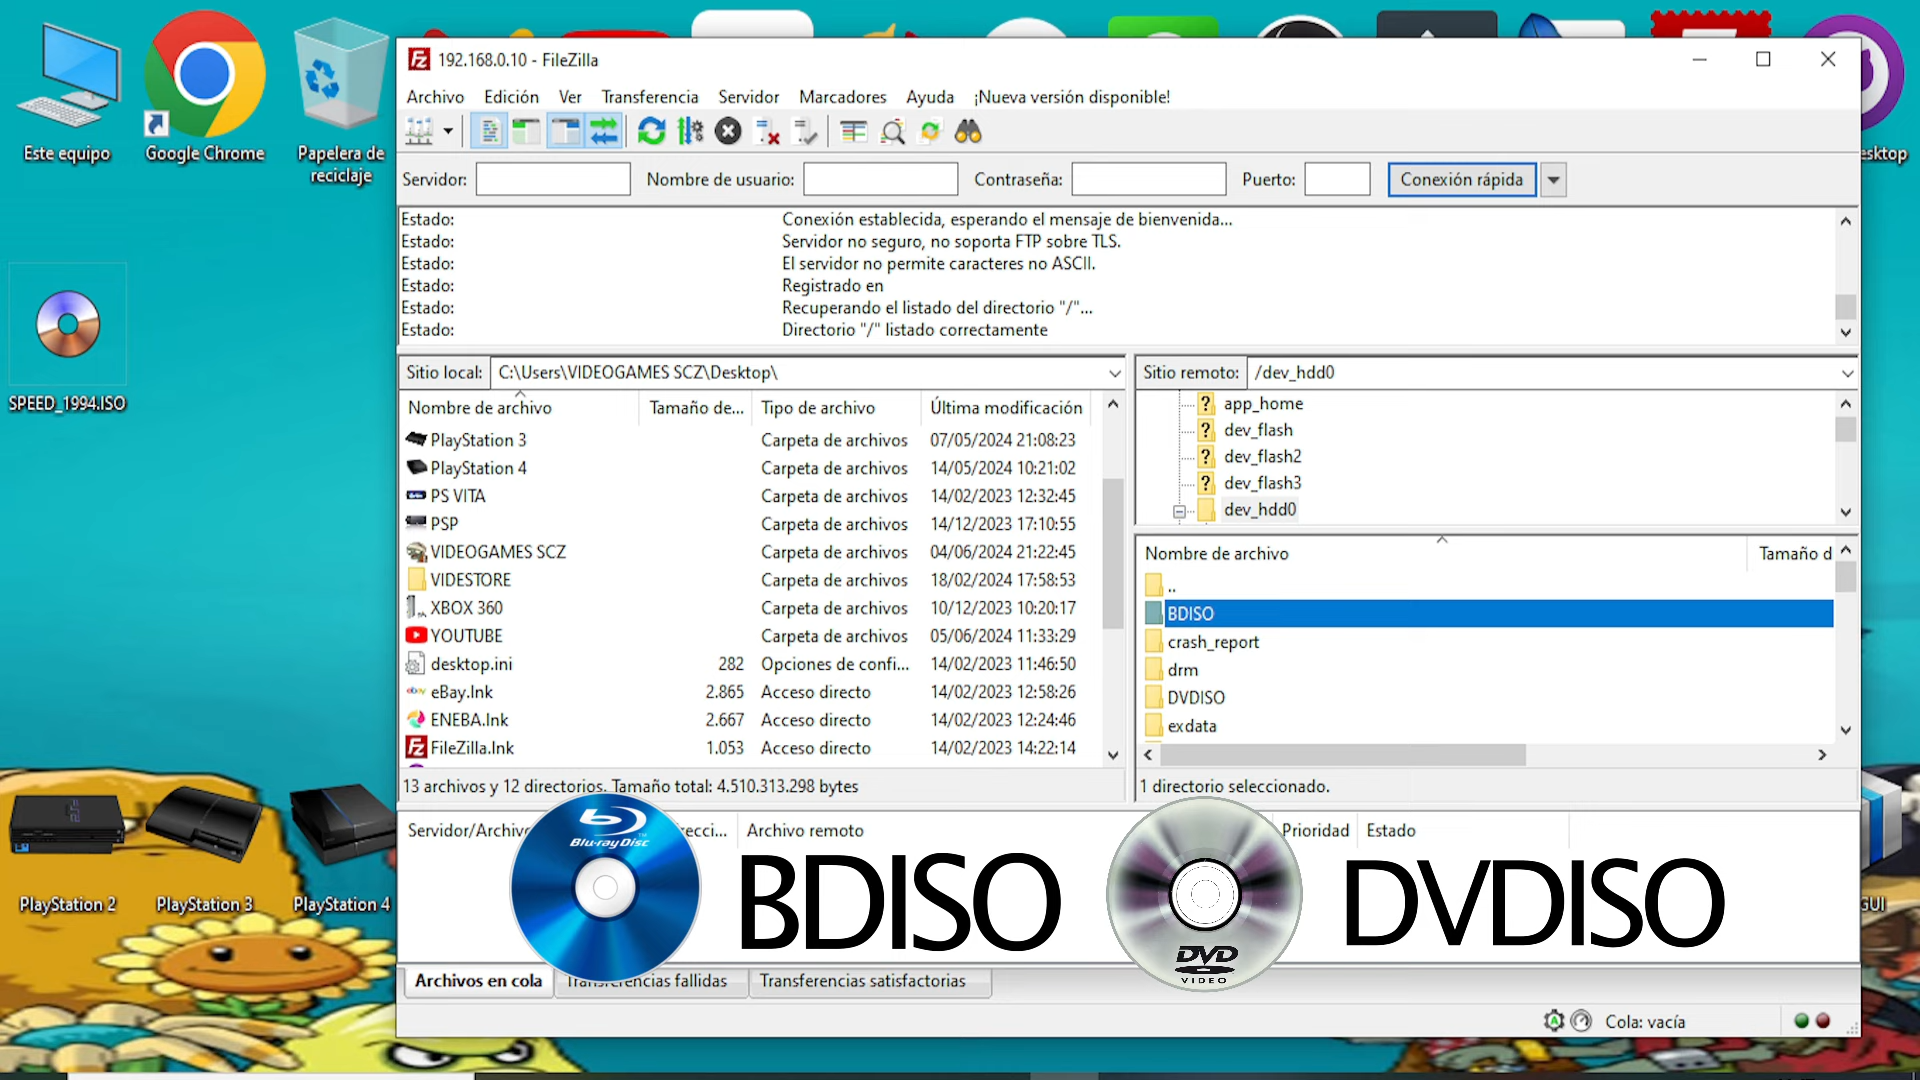 Este equipo
Google Chrome
Papelera de
reciclaje
SPEED_1994.ISO
PlayStation 2
PlayStation 3
PlayStation 4
esktop
GUI
192.168.0.10 - FileZilla
Archivo Edición Ver Transferencia Servidor Marcadores Ayuda ¡Nueva versión disponible!
Servidor: Nombre de usuario: Contraseña: Puerto: Conexión rápida
Estado: Conexión establecida, esperando el mensaje de bienvenida...
Estado: Servidor no seguro, no soporta FTP sobre TLS.
Estado: El servidor no permite caracteres no ASCII.
Estado: Registrado en
Estado: Recuperando el listado del directorio "/"...
Estado: Directorio "/" listado correctamente
Sitio local: C:\Users\VIDEOGAMES SCZ\Desktop\
Nombre de archivo Tamaño de... Tipo de archivo Última modificación
PlayStation 3 Carpeta de archivos 07/05/2024 21:08:23
PlayStation 4 Carpeta de archivos 14/05/2024 10:21:02
PS VITA Carpeta de archivos 14/02/2023 12:32:45
PSP Carpeta de archivos 14/12/2023 17:10:55
VIDEOGAMES SCZ Carpeta de archivos 04/06/2024 21:22:45
VIDESTORE Carpeta de archivos 18/02/2024 17:58:53
XBOX 360 Carpeta de archivos 10/12/2023 10:20:17
YOUTUBE Carpeta de archivos 05/06/2024 11:33:29
desktop.ini 282 Opciones de confi... 14/02/2023 11:46:50
eBay.lnk 2.865 Acceso directo 14/02/2023 12:58:26
ENEBA.lnk 2.667 Acceso directo 14/02/2023 12:24:46
FileZilla.lnk 1.053 Acceso directo 14/02/2023 14:22:14
13 archivos y 12 directorios. Tamaño total: 4.510.313.298 bytes
Sitio remoto: /dev_hdd0
app_home
dev_flash
dev_flash2
dev_flash3
dev_hdd0
Nombre de archivo Tamaño d
..
BDISO
crash_report
drm
DVDISO
exdata
1 directorio seleccionado.
Servidor/Archivo recci... Archivo remoto Prioridad Estado
Blu-ray Disc
BDISO
DVD
VIDEO
DVDISO
Archivos en cola Transferencias fallidas Transferencias satisfactorias
Cola: vacía